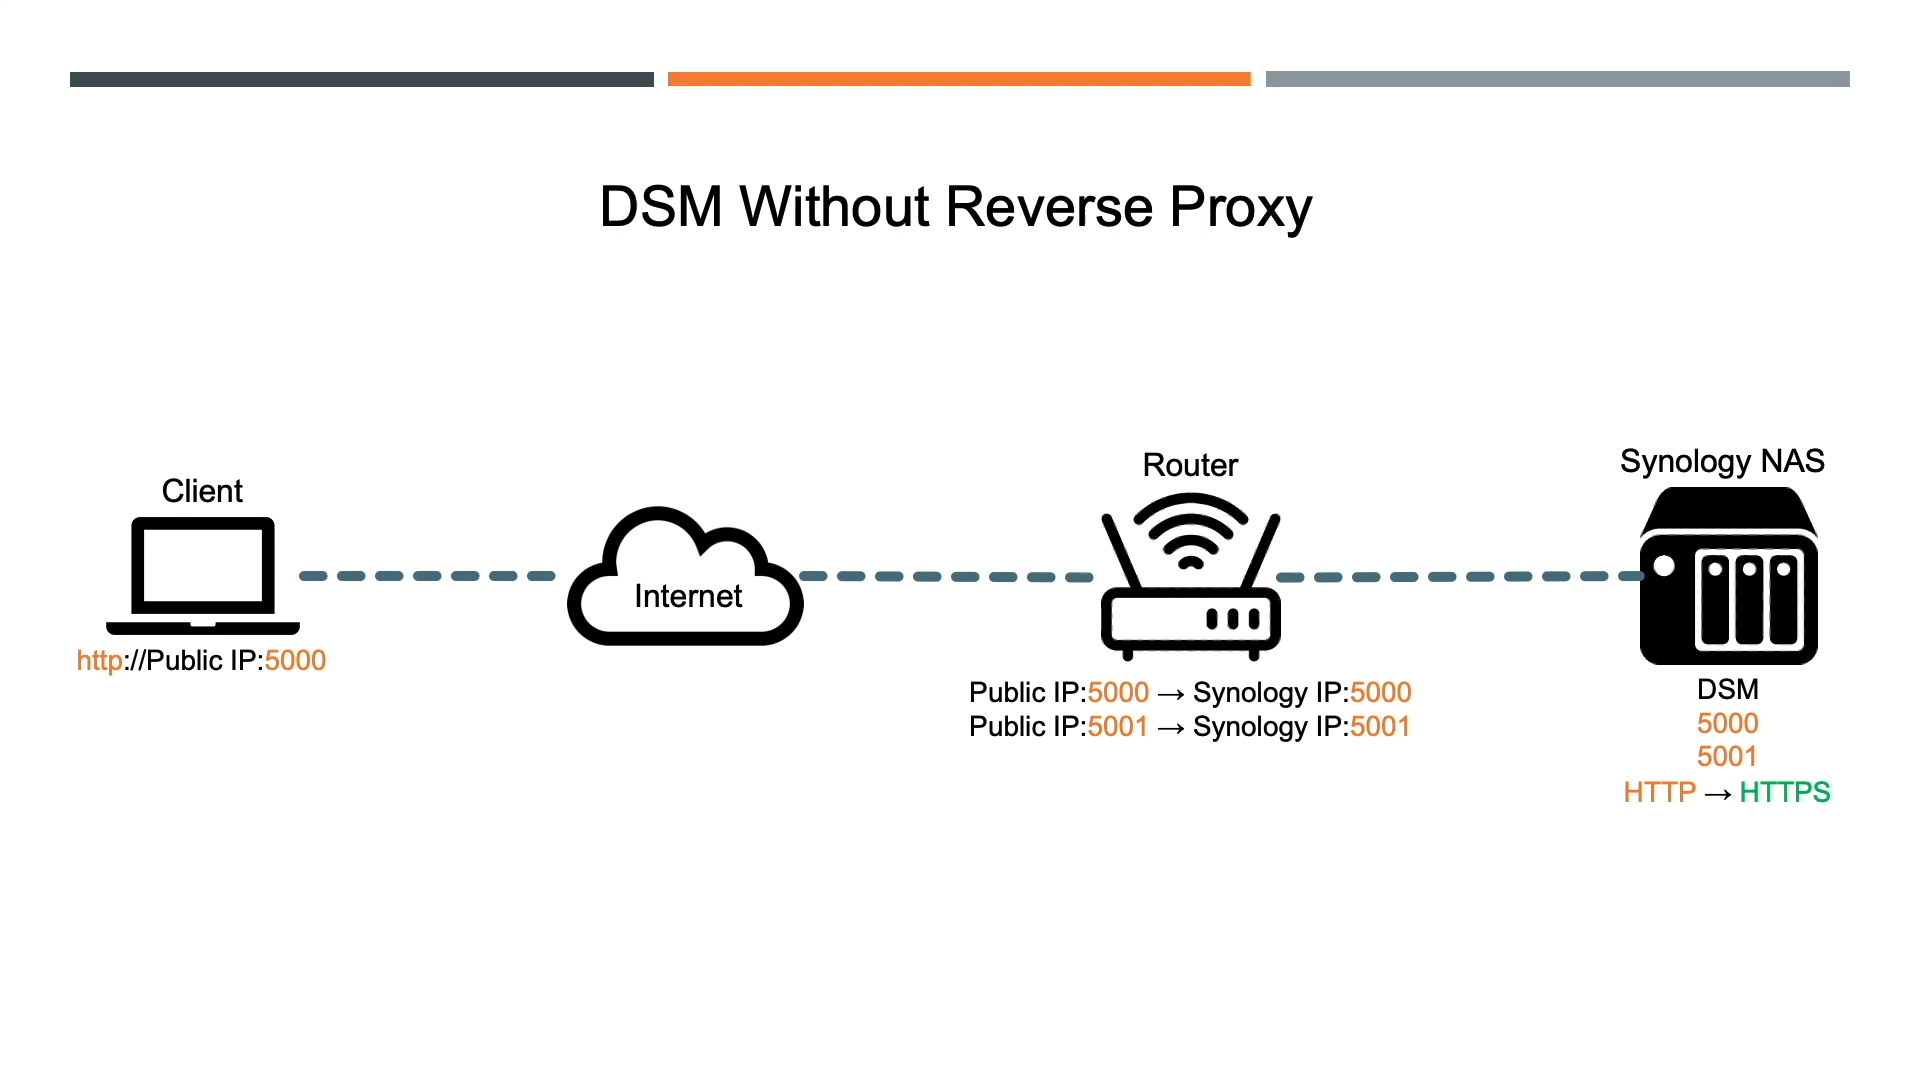 DSM Without Reverse Proxy
Client
http://Public IP:5000
Internet
Router
Public IP:5000 → Synology IP:5000
Public IP:5001 → Synology IP:5001
Synology NAS
DSM
5000
5001
HTTP → HTTPS